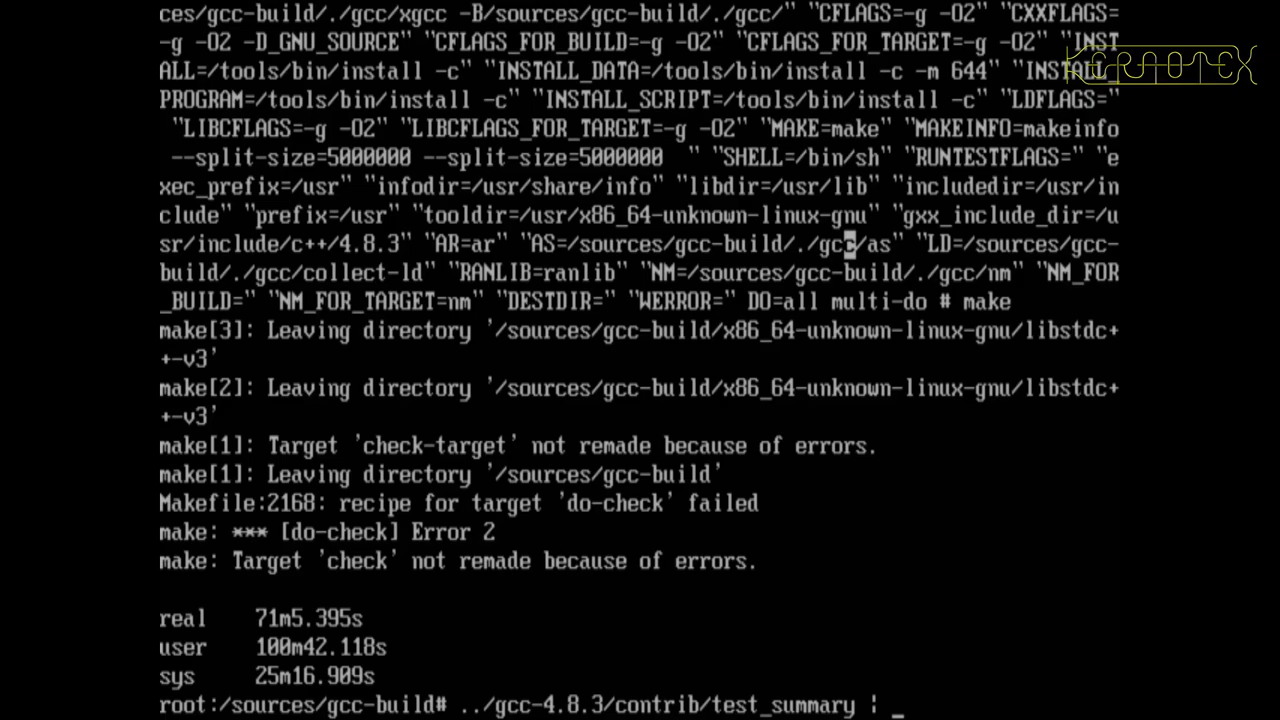 ces/gcc-build/./gcc/xgcc -B/sources/gcc-build/./gcc/" "CFLAGS=-g -O2" "CXXFLAGS=
-g -O2 -D_GNU_SOURCE" "CFLAGS_FOR_BUILD=-g -O2" "CFLAGS_FOR_TARGET=-g -O2" "INST
ALL=/tools/bin/install -c" "INSTALL_DATA=/tools/bin/install -c -m 644" "INSTALL_
PROGRAM=/tools/bin/install -c" "INSTALL_SCRIPT=/tools/bin/install -c" "LDFLAGS="
 "LIBCFLAGS=-g -O2" "LIBCFLAGS_FOR_TARGET=-g -O2" "MAKE=make" "MAKEINFO=makeinfo
 --split-size=5000000 --split-size=5000000  " "SHELL=/bin/sh" "RUNTESTFLAGS=" "e
xec_prefix=/usr" "infodir=/usr/share/info" "libdir=/usr/lib" "includedir=/usr/in
clude" "prefix=/usr" "tooldir=/usr/x86_64-unknown-linux-gnu" "gxx_include_dir=/u
sr/include/c++/4.8.3" "AR=ar" "AS=/sources/gcc-build/./gcc/as" "LD=/sources/gcc-
build/./gcc/collect-ld" "RANLIB=ranlib" "NM=/sources/gcc-build/./gcc/nm" "NM_FOR
_BUILD=" "NM_FOR_TARGET=nm" "DESTDIR=" "WERROR=" DO=all multi-do # make
make[3]: Leaving directory '/sources/gcc-build/x86_64-unknown-linux-gnu/libstdc+
+-v3'
make[2]: Leaving directory '/sources/gcc-build/x86_64-unknown-linux-gnu/libstdc+
+-v3'
make[1]: Target 'check-target' not remade because of errors.
make[1]: Leaving directory '/sources/gcc-build'
Makefile:2168: recipe for target 'do-check' failed
make: *** [do-check] Error 2
make: Target 'check' not remade because of errors.
real    71m5.395s
user    100m42.118s
sys     25m16.909s
root:/sources/gcc-build# ../gcc-4.8.3/contrib/test_summary | _